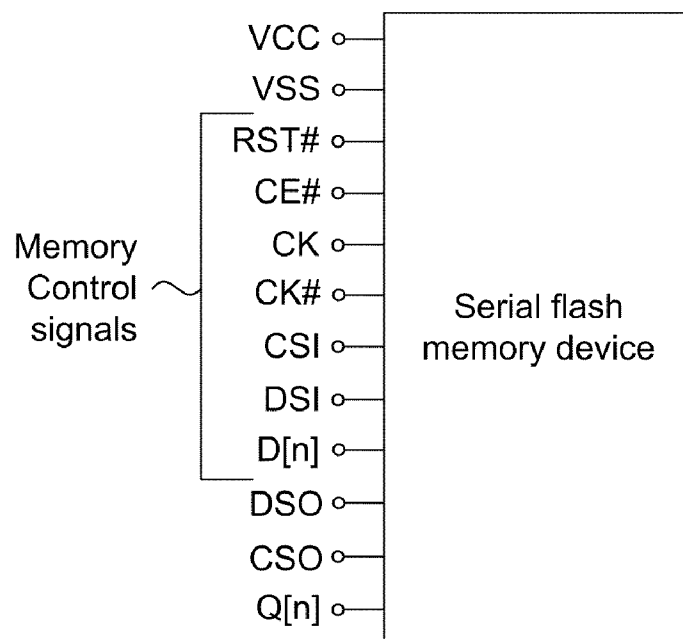 VCC
VSS
RST#
CE#
CK
CK#
CSI
DSI
D[n]
DSO
CSO
Q[n]
Memory
Control
signals
Serial flash
memory device